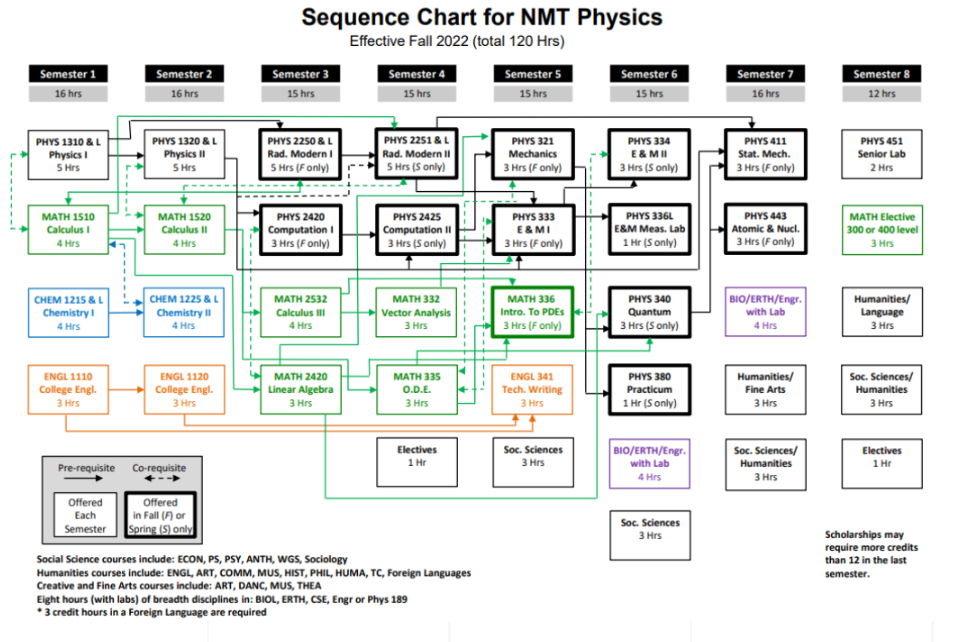 Sequence Chart for NMT Physics
Effective Fall 2022 (total 120 Hrs)
Semester 1
Semester 2
Semester 3
Semester 4
Semester 5
Semester 6
Semester 7
Semester 8
16 hrs
16 hrs
15 hrs
15 hrs
15 hrs
15 hrs
16 hrs
12 hrs
PHYS 1310 & L
Physics I
5 Hrs
PHYS 1320 & L
Physics II
5 Hrs
PHYS 2250 & L
Rad. Modern I
5 Hrs (F only)
PHYS 2251 & L
Rad. Modern II
5 Hrs (S only)
PHYS 321
Mechanics
3 Hrs (F only)
PHYS 334
E & M II
3 Hrs (S only)
PHYS 411
Stat. Mech.
3 Hrs (F only)
PHYS 451
Senior Lab
2 Hrs
MATH 1510
Calculus I
4 Hrs
MATH 1520
Calculus II
4 Hrs
PHYS 2420
Computation I
3 Hrs (F only)
PHYS 2425
Computation II
3 Hrs (S only)
PHYS 333
E & M I
3 Hrs (F only)
PHYS 336L
E&M Meas. Lab
1 Hr (S only)
PHYS 443
Atomic & Nucl.
3 Hrs (F only)
MATH Elective
300 or 400 level
3 Hrs
CHEM 1215 & L
Chemistry I
4 Hrs
CHEM 1225 & L
Chemistry II
4 Hrs
MATH 2532
Calculus III
4 Hrs
MATH 332
Vector Analysis
3 Hrs
MATH 336
Intro. To PDEs
3 Hrs (F only)
PHYS 340
Quantum
3 Hrs (S only)
BIO/ERTH/Engr.
with Lab
4 Hrs
Humanities/
Language
3 Hrs
ENGL 1110
College Engl.
3 Hrs
ENGL 1120
College Engl.
3 Hrs
MATH 2420
Linear Algebra
3 Hrs
MATH 335
O.D.E.
3 Hrs
ENGL 341
Tech. Writing
3 Hrs
PHYS 380
Practicum
1 Hr (S only)
Humanities/
Fine Arts
3 Hrs
Soc. Sciences/
Humanities
3 Hrs
Electives
1 Hr
Soc. Sciences
3 Hrs
BIO/ERTH/Engr.
with Lab
4 Hrs
Soc. Sciences/
Humanities
3 Hrs
Electives
1 Hr
Pre-requisite
Co-requisite
Offered
Each
Semester
Offered
in Fall (F) or
Spring (S) only
Soc. Sciences
3 Hrs
Scholarships may
require more credits
than 12 in the last
semester.
Social Science courses include: ECON, PS, PSY, ANTH, WGS, Sociology
Humanities courses include: ENGL, ART, COMM, MUS, HIST, PHIL, HUMA, TC, Foreign Languages
Creative and Fine Arts courses include: ART, DANC, MUS, THEA
Eight hours (with labs) of breadth disciplines in: BIOL, ERTH, CSE, Engr or Phys 189
* 3 credit hours in a Foreign Language are required